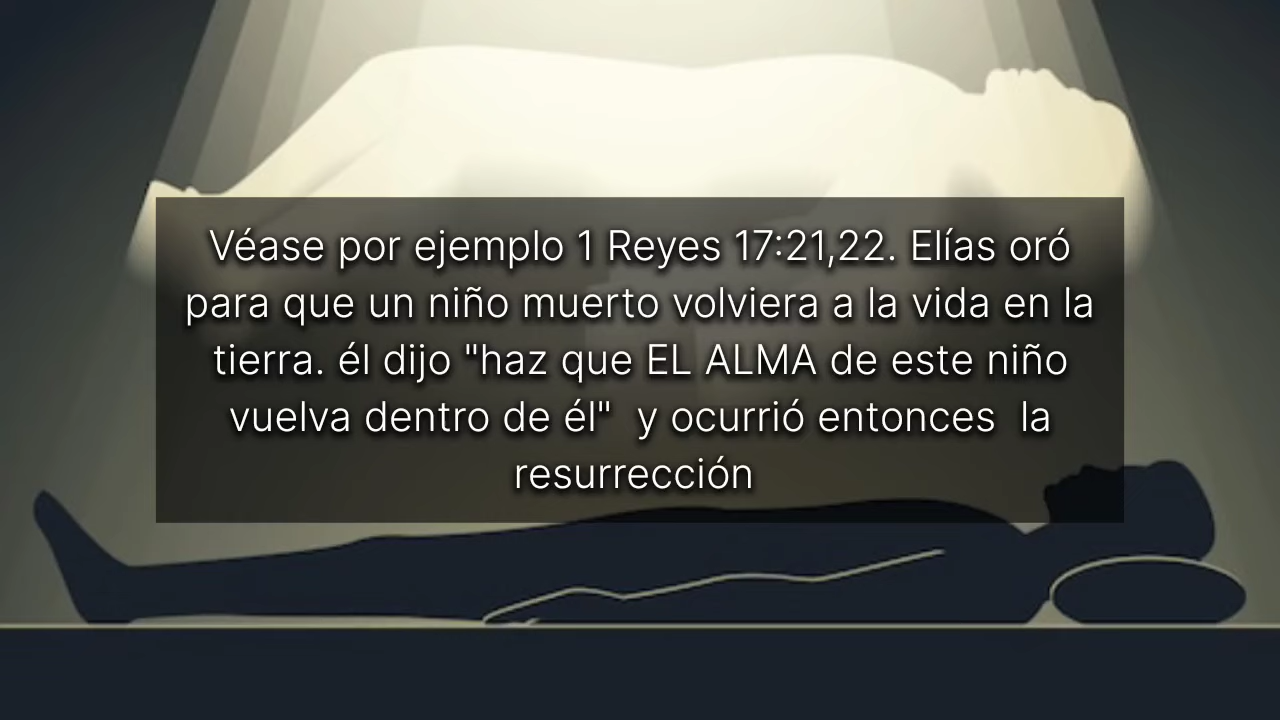 Véase por ejemplo 1 Reyes 17:21,22. Elías oró
para que un niño muerto volviera a la vida en la
tierra. él dijo "haz que EL ALMA de este niño
vuelva dentro de él"  y ocurrió entonces  la
resurrección